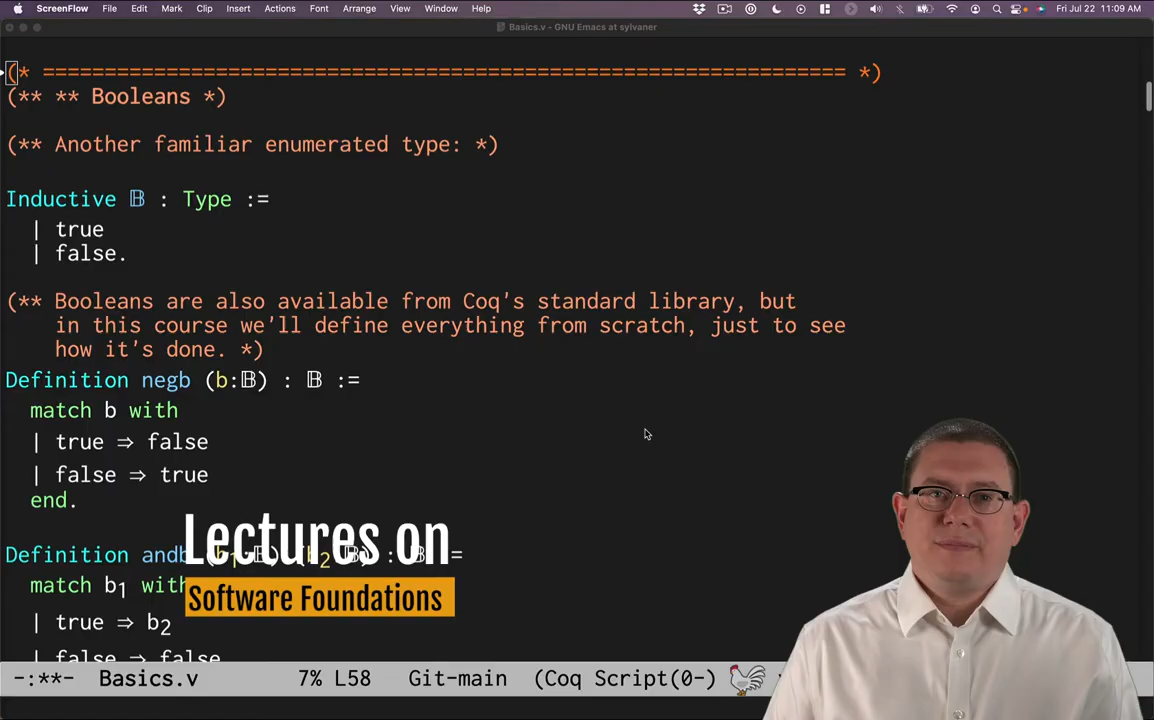 ScreenFlow File Edit Mark Clip Insert Actions Font Arrange View Window Help Fri Jul 22 11:09 AM
Basics.v – GNU Emacs at sylvaner
(* ================================================================= *)
(** ** Booleans *)
(** Another familiar enumerated type: *)
Inductive 𝔹 : Type :=
| true
| false.
(** Booleans are also available from Coq's standard library, but
in this course we'll define everything from scratch, just to see
how it's done. *)
Definition negb (b:𝔹) : 𝔹 :=
match b with
| true ⇒ false
| false ⇒ true
end.
Lectures on
Definition andb (b₁:𝔹) (b₂:𝔹) : 𝔹 :=
Software Foundations
match b₁ with
| true ⇒ b₂
| false ⇒ false
-:**- Basics.v 7% L58 Git-main (Coq Script(0-)